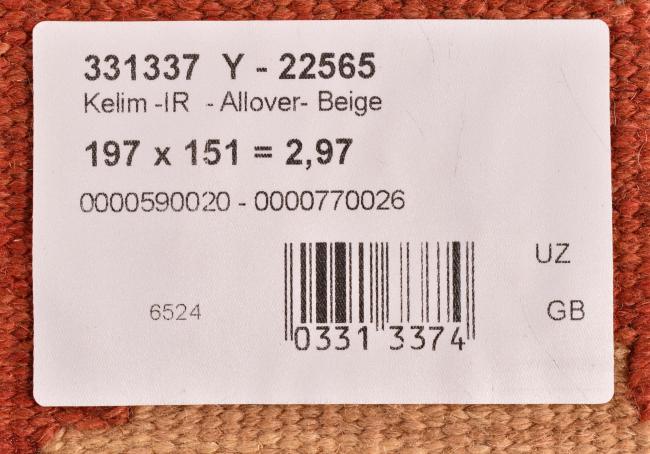 331337 Y - 22565
Kelim -IR - Allover- Beige
197 x 151 = 2,97
0000590020 - 0000770026
UZ
6524
GB
0331 3374